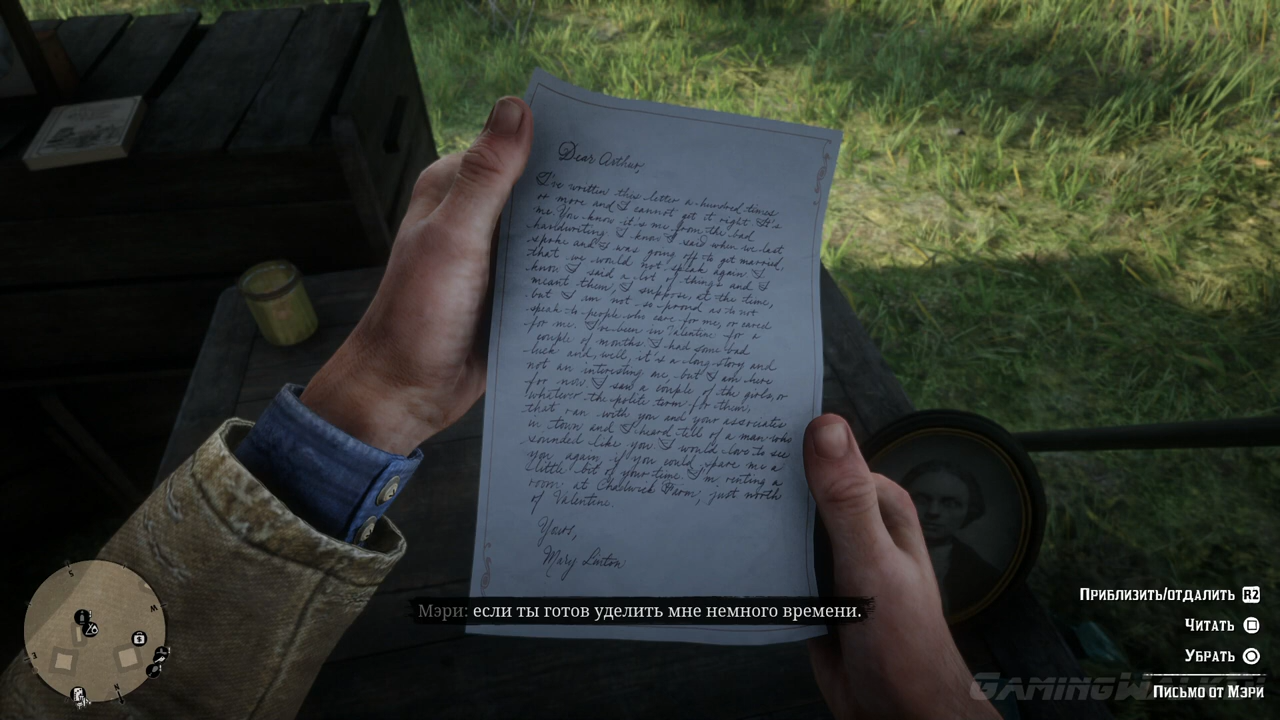 Dear Arthur,
I've written this letter a hundred times
or more and I cannot get it right. It's
me. You know it's me from the bad
handwriting. I know I said when we last
spoke and I was going off to get married,
that we would not speak again. I
know I said a lot of things and I
meant them, I suppose, at the time,
but I am not so proud as to not
speak to people who care for me, or cared
for me. I've been in Valentine for a
couple of months. I had some bad
luck and, well, it's a long story and
not an interesting me, but I am here
for now. I saw a couple of the girls, or
whatever the polite term for them,
that ran with you and your associates
in town and I heard tell of a man who
sounded like you. I would love to see
you again, if you could spare me a
little bit of your time. I'm renting a
room at Chadwick Farm, just north
of Valentine.
Yours,
Mary Linton
Мэри: если ты готов уделить мне немного времени.
Приблизить/отдалить R2
Читать
Убрать
Письмо от Мэри